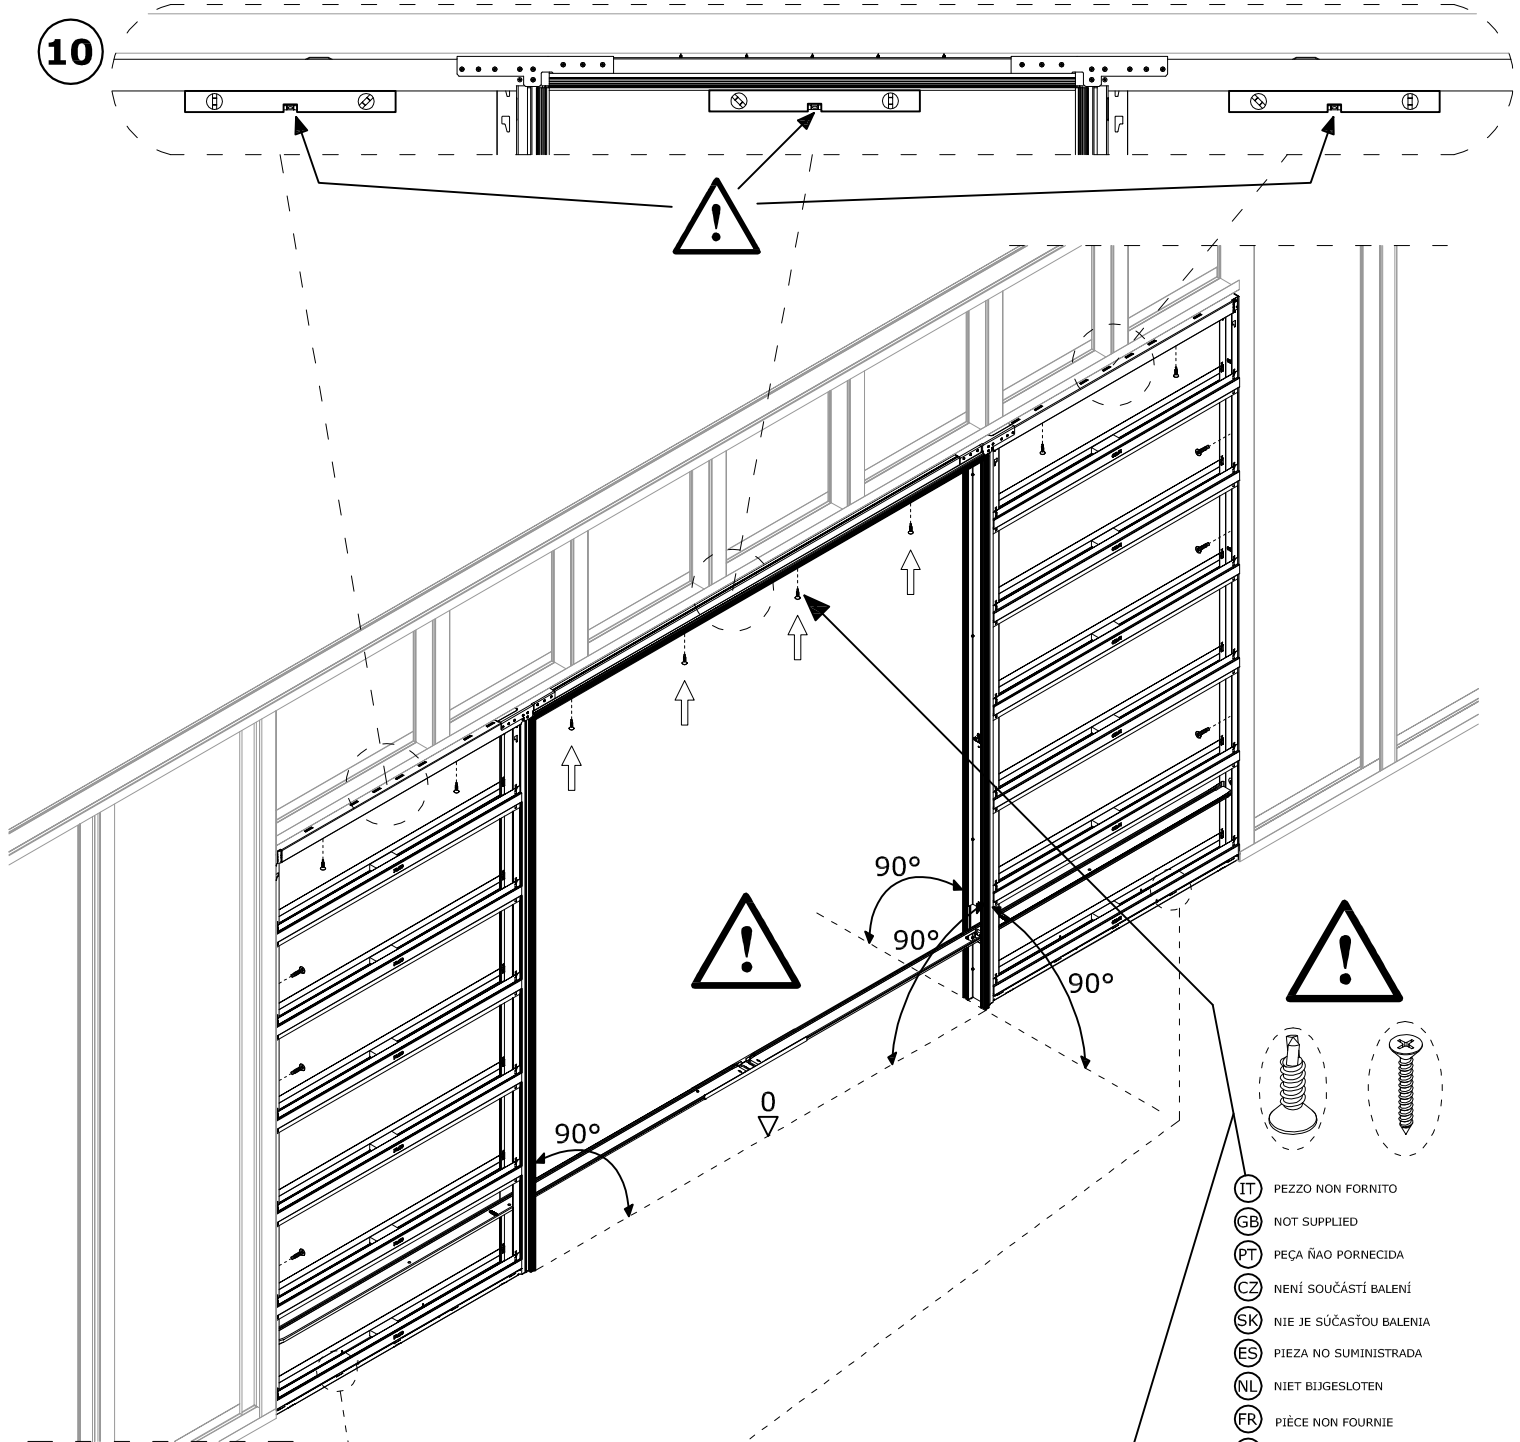 10
!
90°
90°
90°
!
!
0
90°
IT PEZZO NON FORNITO
GB NOT SUPPLIED
PT PEÇA ÑAO PORNECIDA
CZ NENÍ SOUČÁSTÍ BALENÍ
SK NIE JE SÚČASŤOU BALENIA
ES PIEZA NO SUMINISTRADA
NL NIET BIJGESLOTEN
FR PIÈCE NON FOURNIE